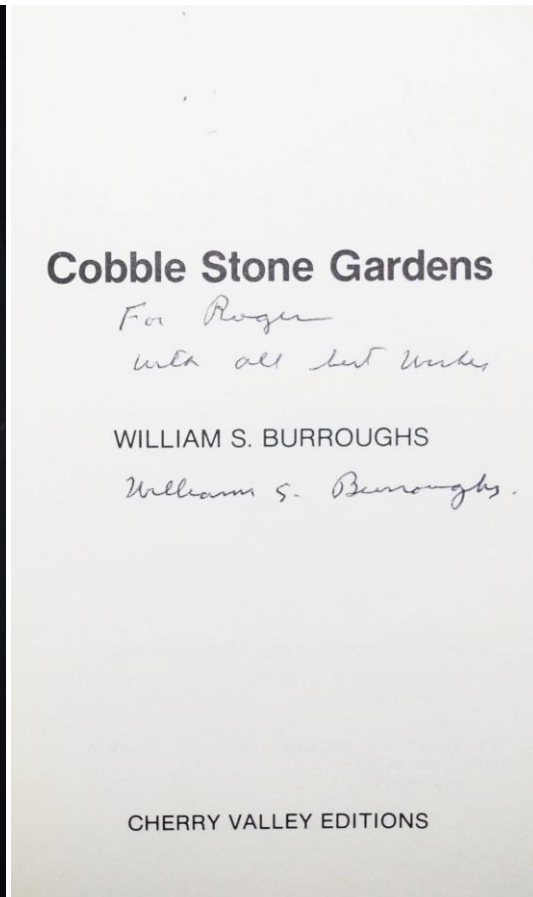 Cobble Stone Gardens
For Roger
with all best wishes
WILLIAM S. BURROUGHS
William S. Burroughs.
CHERRY VALLEY EDITIONS